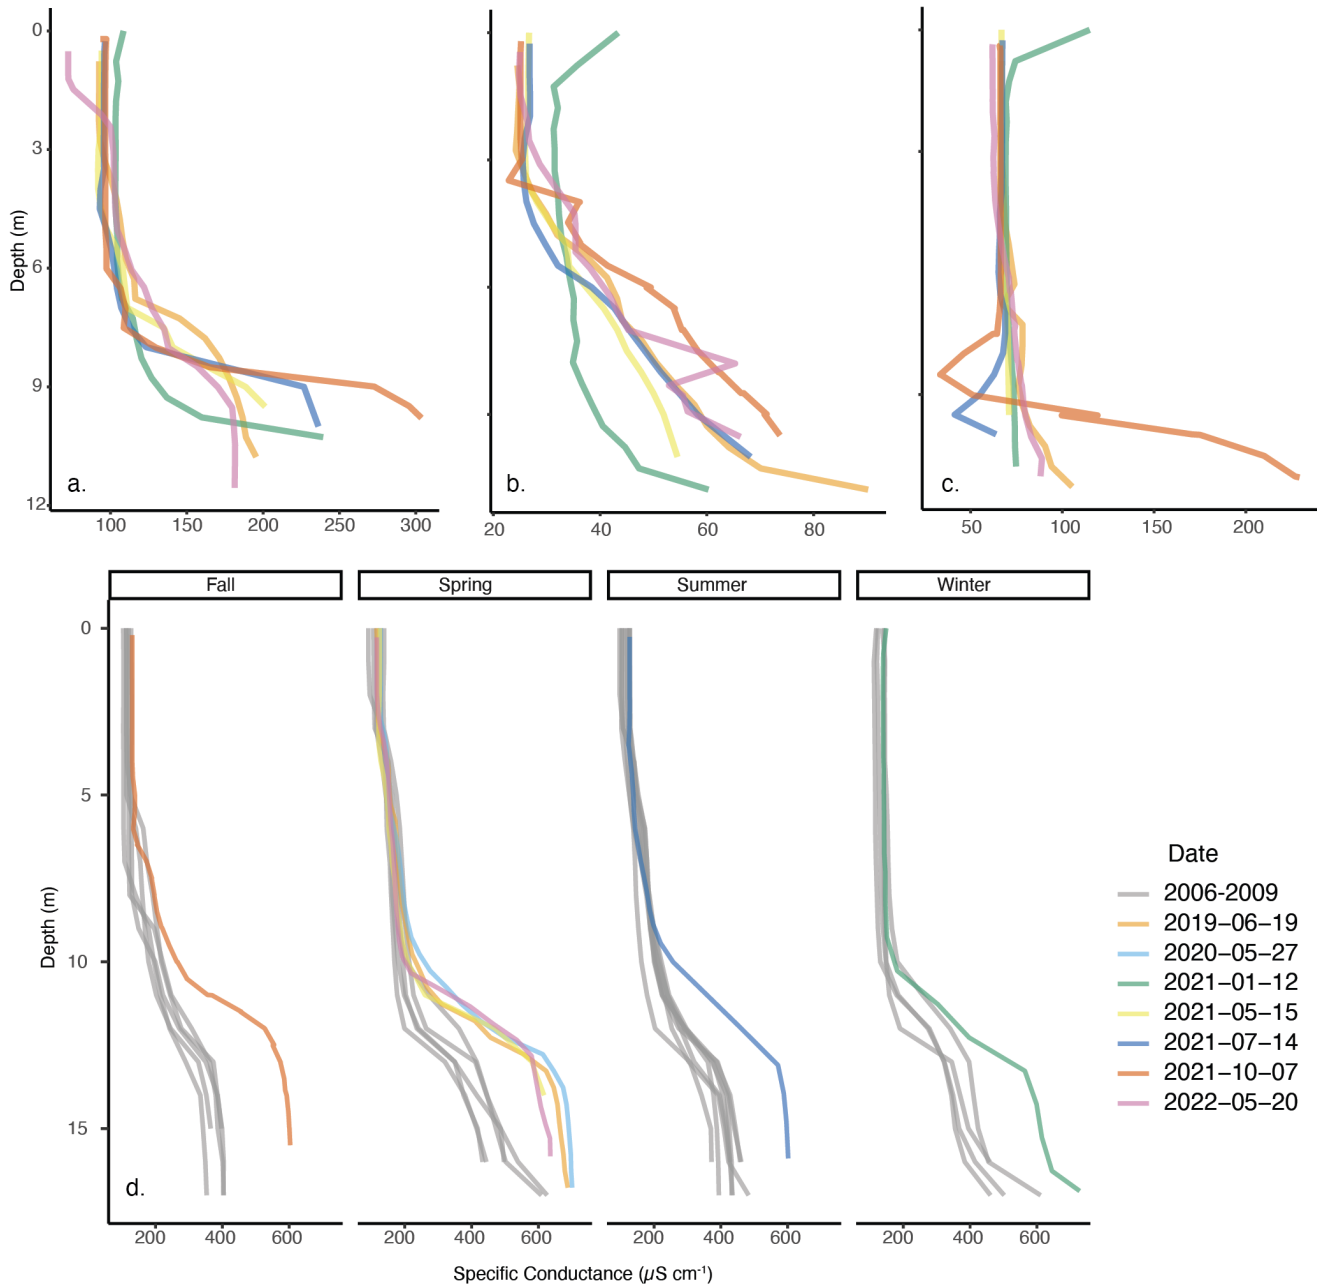 0
3
6
9
12
Depth (m)
a.
b.
c.
100 150 200 250 300
20 40 60 80
50 100 150 200
Fall Spring Summer Winter
0
5
10
15
Depth (m)
d.
200 400 600
200 400 600
200 400 600
200 400 600
Specific Conductance (µS cm⁻¹)
Date
2006-2009
2019−06−19
2020−05−27
2021−01−12
2021−05−15
2021−07−14
2021−10−07
2022−05−20